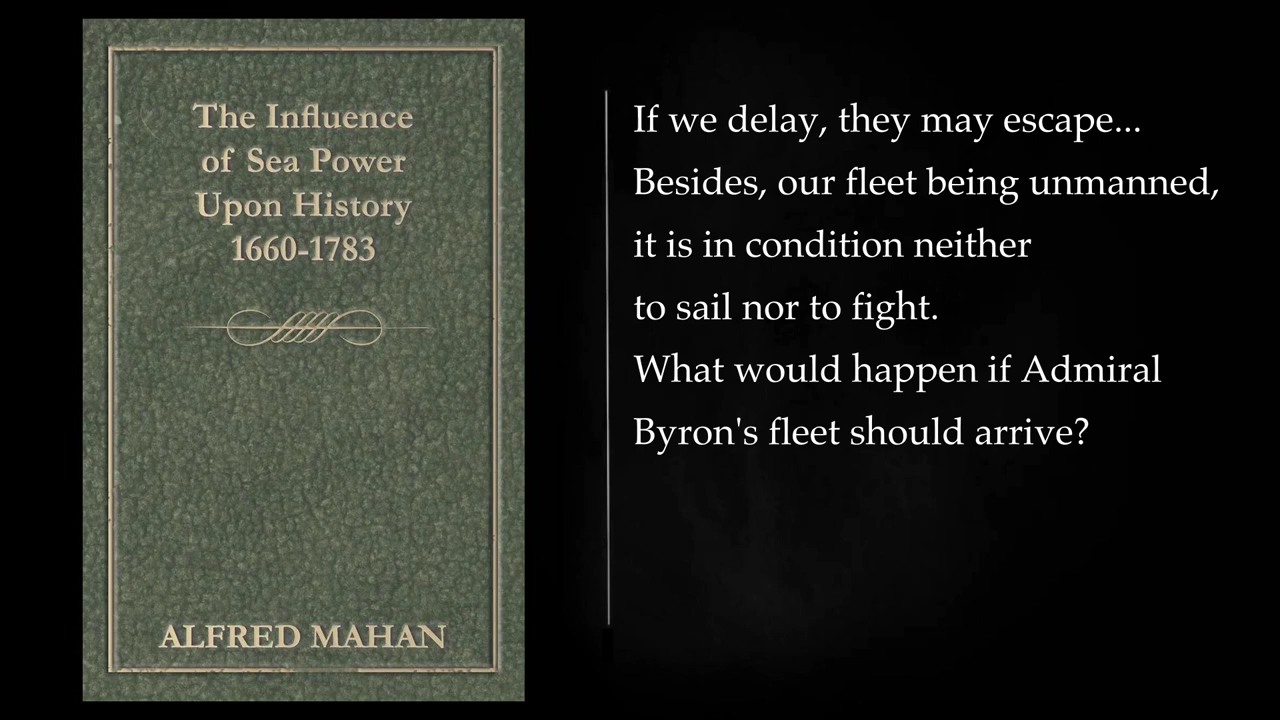 The Influence
of Sea Power
Upon History
1660-1783
ALFRED MAHAN
If we delay, they may escape...
Besides, our fleet being unmanned,
it is in condition neither
to sail nor to fight.
What would happen if Admiral
Byron's fleet should arrive?